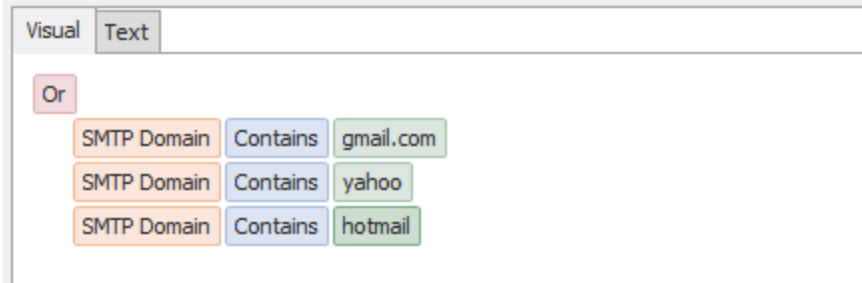 Visual Text
Or
SMTP Domain Contains gmail.com
SMTP Domain Contains yahoo
SMTP Domain Contains hotmail